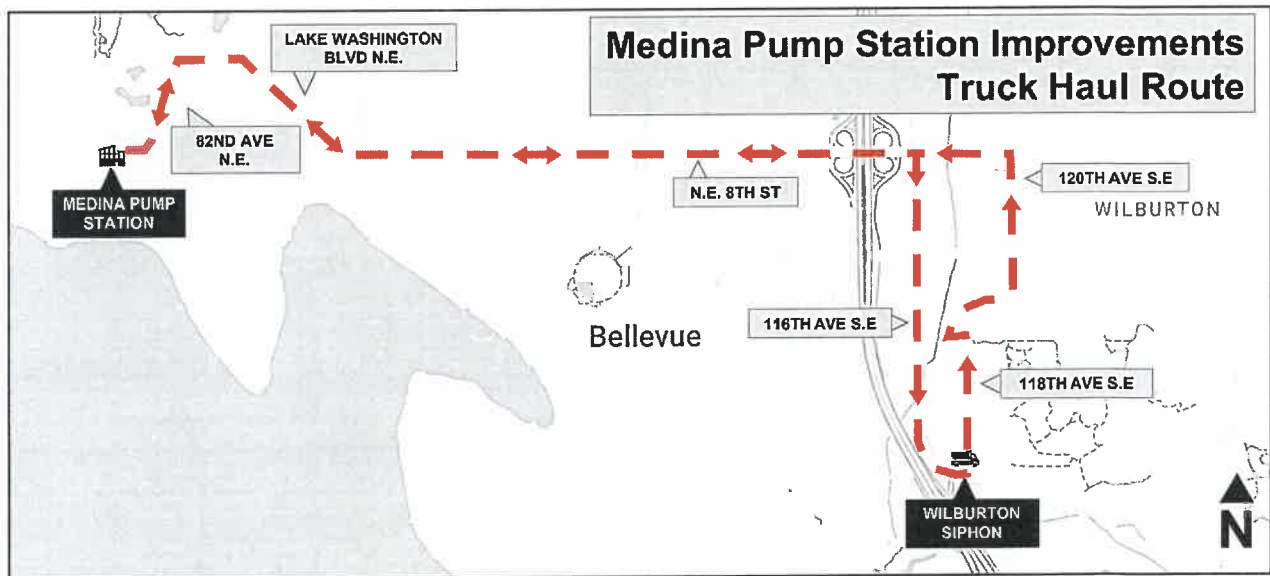 Medina Pump Station Improvements
Truck Haul Route
LAKE WASHINGTON
BLVD N.E.
82ND AVE
N.E.
MEDINA PUMP
STATION
N.E. 8TH ST
120TH AVE S.E
WILBURTON
116TH AVE S.E
Bellevue
118TH AVE S.E
WILBURTON
SIPHON
N